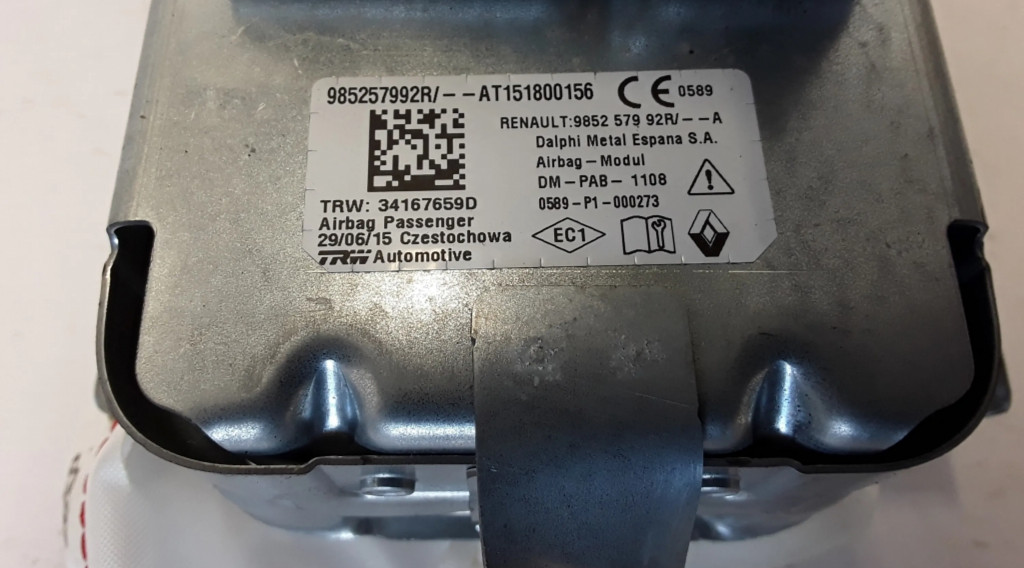 985257992R/--AT151800156 CE 0589
RENAULT:9852 579 92R/--A
Dalphi Metal Espana S.A.
Airbag-Modul
DM-PAB-1108
0589-P1-000273
TRW: 34167659D
Airbag Passenger
29/06/15 Czestochowa
TRW Automotive
EC1